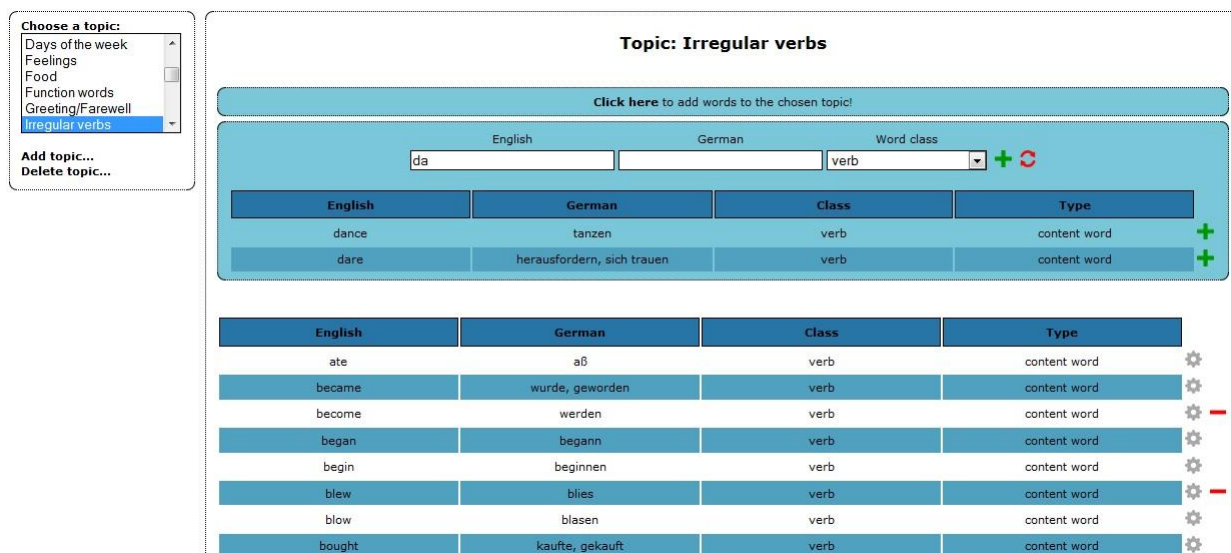 Choose a topic:
Days of the week
Feelings
Food
Function words
Greeting/Farewell
Irregular verbs
Add topic...
Delete topic...
Topic: Irregular verbs
Click here to add words to the chosen topic!
English German Word class
da verb
English German Class Type
dance tanzen verb content word
dare herausfordern, sich trauen verb content word
English German Class Type
ate aß verb content word
became wurde, geworden verb content word
become werden verb content word
began begann verb content word
begin beginnen verb content word
blew blies verb content word
blow blasen verb content word
bought kaufte, gekauft verb content word